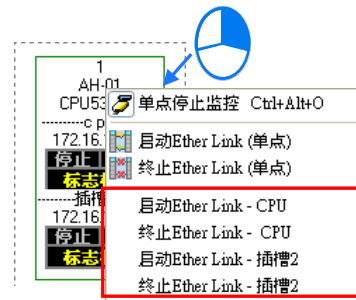 1
AH-01
CPU53
c p
172.16.
停止
标志
插槽
172.16.
停止
标志
单点停止监控 Ctrl+Alt+O
启动Ether Link (单点)
终止Ether Link (单点)
启动Ether Link - CPU
终止Ether Link - CPU
启动Ether Link - 插槽2
终止Ether Link - 插槽2